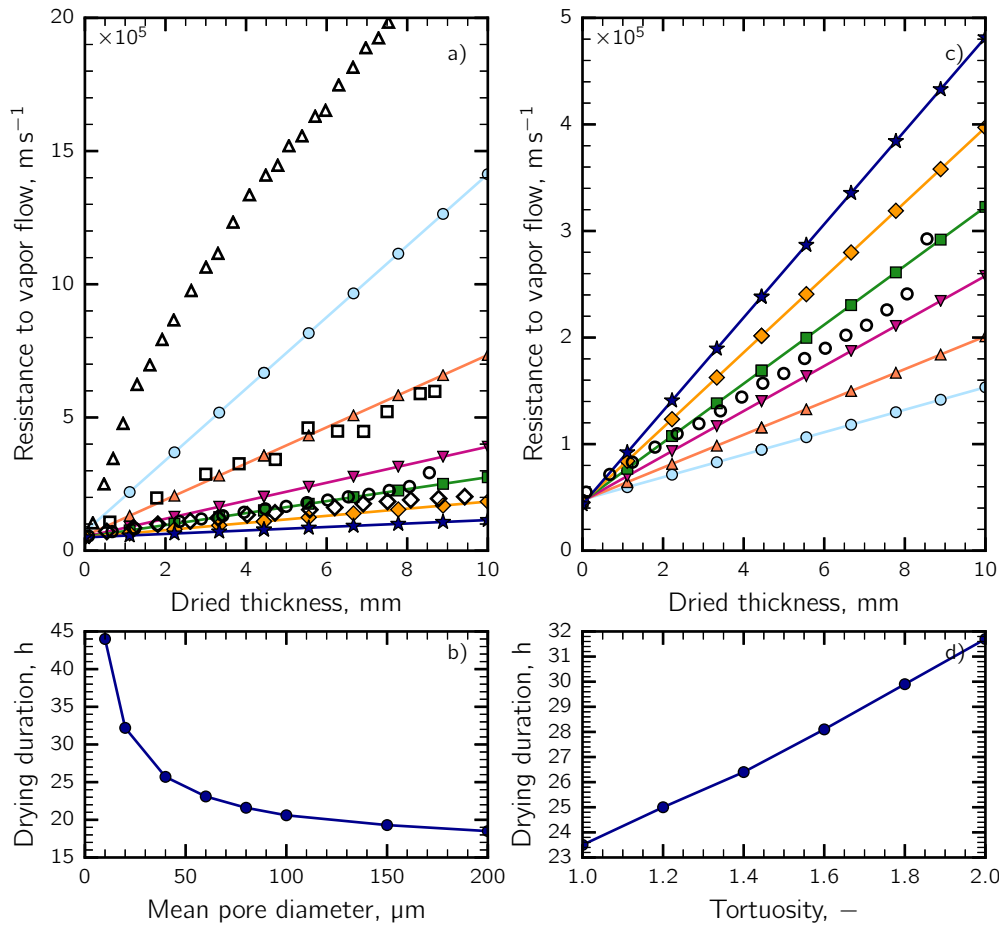 ×10⁵
a)
20
15
10
5
0
Resistance to vapor flow, m s⁻¹
0 2 4 6 8 10
Dried thickness, mm
×10⁵
c)
5
4
3
2
1
0
Resistance to vapor flow, m s⁻¹
0 2 4 6 8 10
Dried thickness, mm
b)
45
40
35
30
25
20
15
Drying duration, h
0 50 100 150 200
Mean pore diameter, µm
d)
32
31
30
29
28
27
26
25
24
23
Drying duration, h
1.0 1.2 1.4 1.6 1.8 2.0
Tortuosity, −